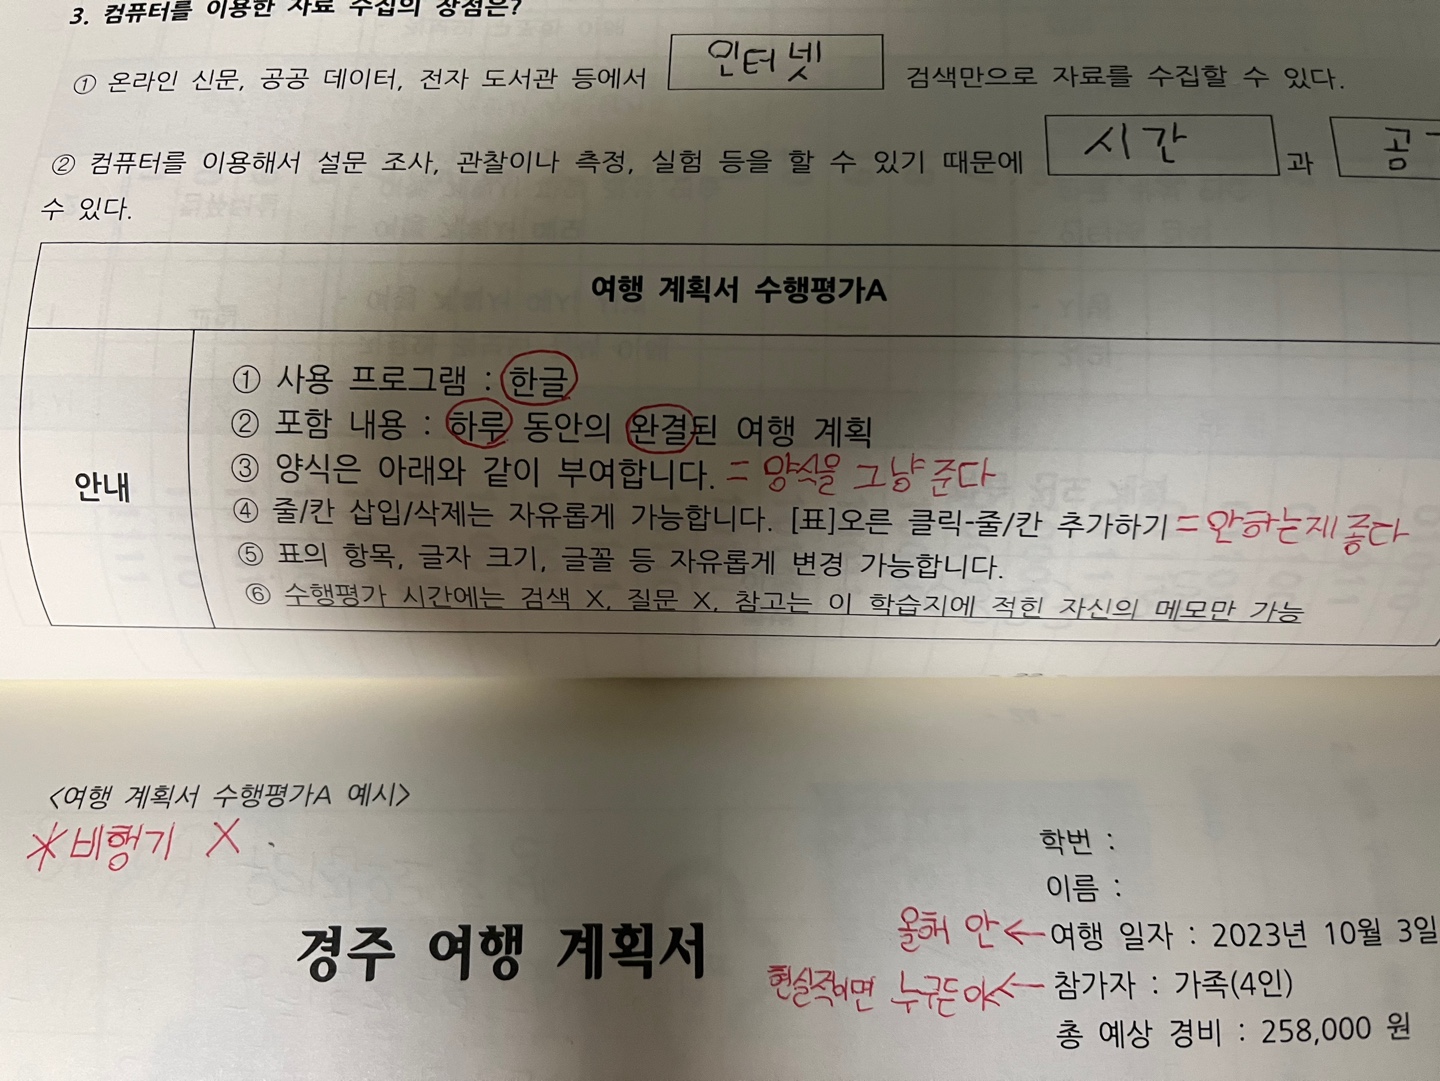 3. 컴퓨터를 이용한 자료 수집의 장점은?
① 온라인 신문, 공공 데이터, 전자 도서관 등에서 인터넷 검색만으로 자료를 수집할 수 있다.
② 컴퓨터를 이용해서 설문 조사, 관찰이나 측정, 실험 등을 할 수 있기 때문에 시간 과 공
수 있다.
여행 계획서 수행평가A
① 사용 프로그램 : 한글
② 포함 내용 : 하루 동안의 완결된 여행 계획
③ 양식은 아래와 같이 부여합니다. = 양식을 그냥 준다
안내
④ 줄/칸 삽입/삭제는 자유롭게 가능합니다. [표]오른 클릭-줄/칸 추가하기 = 안하는게 좋다
⑤ 표의 항목, 글자 크기, 글꼴 등 자유롭게 변경 가능합니다.
⑥ 수행평가 시간에는 검색 X, 질문 X, 참고는 이 학습지에 적힌 자신의 메모만 가능
<여행 계획서 수행평가A 예시>
*비행기 X
학번 :
이름 :
경주 여행 계획서
올해 안 ← 여행 일자 : 2023년 10월 3일
현실적이면 누구든 OK ← 참가자 : 가족(4인)
총 예상 경비 : 258,000 원